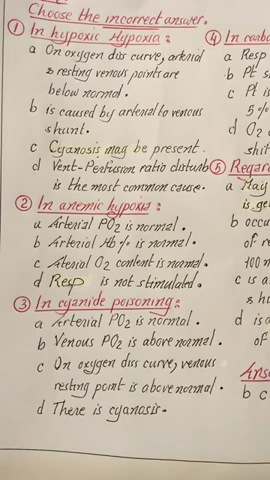 Choose the incorrect answer.
① In hypoxic Hypoxia:
a On oxygen diss curve, arterial
& resting venous points are
below normal.
b is caused by arterial to venous
shunt.
c Cyanosis may be present.
d Vent-Perfusion ratio disturb
is the most common cause.
② In anemic hypoxia:
a Arterial PO2 is normal.
b Arterial Hb % is normal.
c Aterial O2 content is normal.
d Resp is not stimulated.
③ In cyanide poisoning:
a Arterial PO2 is normal.
b Venous PO2 is above normal.
c On oxygen diss curve, venous
resting point is above normal.
d There is cyanosis.
④ In carbo
a Resp
b Pt s
c Pt is
5%
d O2
shit
⑤ Regar
a May
is ge
b occu
of re
100 m
c is a
& h
d is a
of
Ans
b c